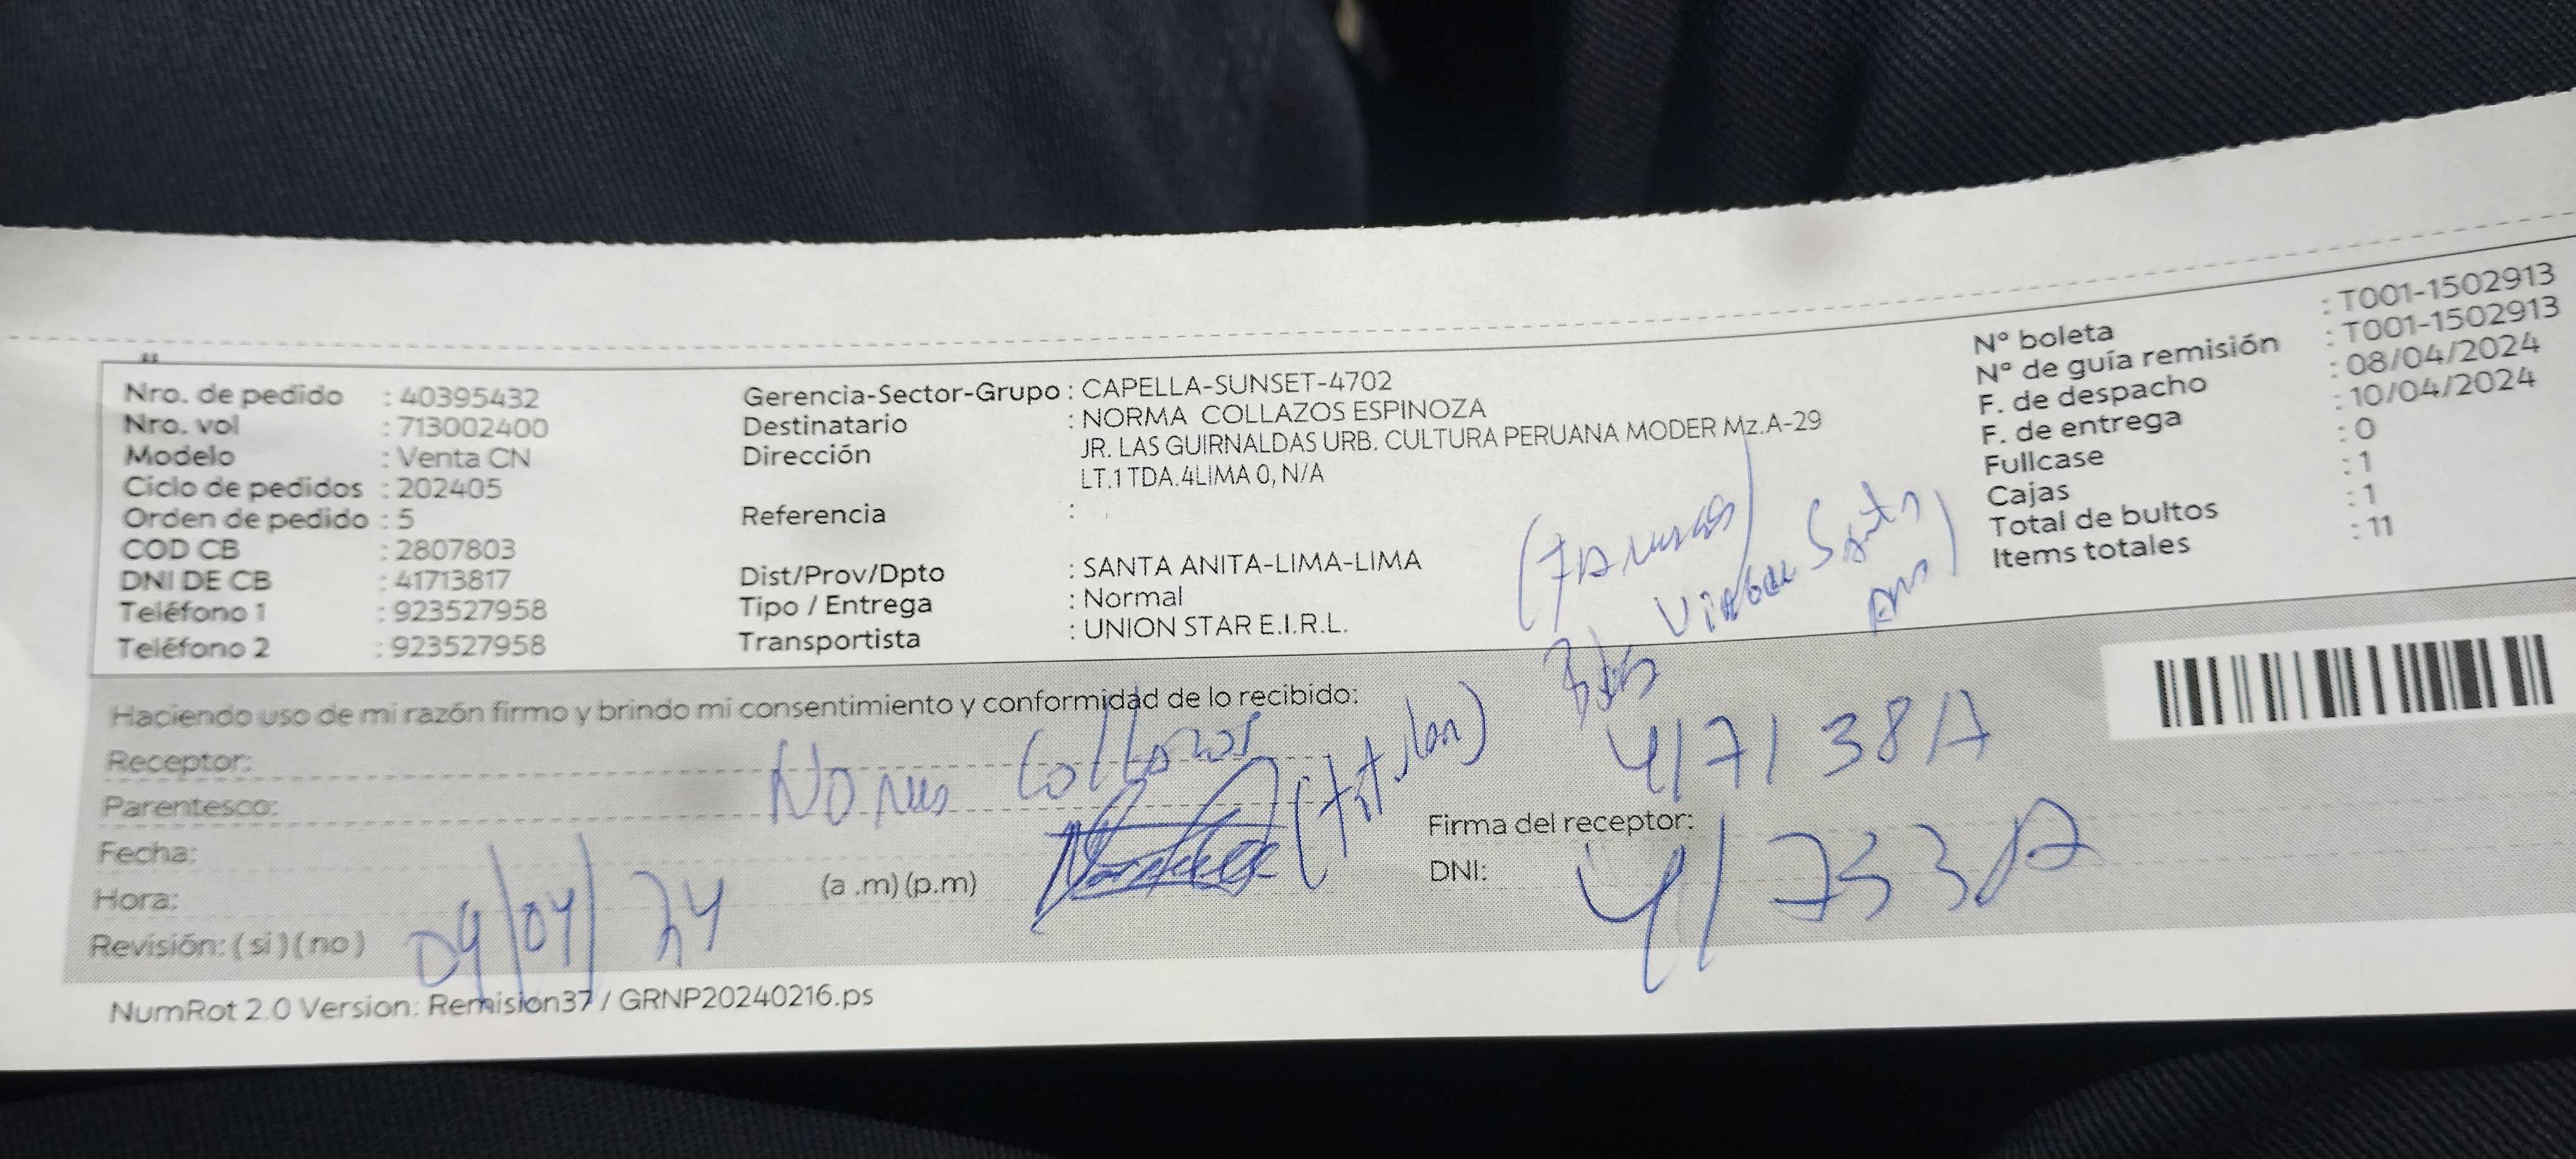 Nro. de pedido : 40395432
Nro. vol : 713002400
Modelo : Venta CN
Ciclo de pedidos : 202405
Orden de pedido : 5
COD CB : 2807803
DNI DE CB : 41713817
Teléfono 1 : 923527958
Teléfono 2 : 923527958
Gerencia-Sector-Grupo : CAPELLA-SUNSET-4702
Destinatario : NORMA COLLAZOS ESPINOZA
Dirección JR. LAS GUIRNALDAS URB. CULTURA PERUANA MODER Mz.A-29
LT.1 TDA.4LIMA 0, N/A
Referencia :
Dist/Prov/Dpto : SANTA ANITA-LIMA-LIMA
Tipo / Entrega : Normal
Transportista : UNION STAR E.I.R.L.
N° boleta : T001-1502913
N° de guía remisión : T001-1502913
F. de despacho : 08/04/2024
F. de entrega : 10/04/2024
Fullcase : 0
Cajas : 1
Total de bultos : 1
Items totales : 11
Haciendo uso de mi razón firmo y brindo mi consentimiento y conformidad de lo recibido:
Receptor:
Parentesco:
Fecha:
Hora: (a .m) (p.m)
Revisión: ( si ) ( no )
Collazos
(titular)
09/04/24
Firma del receptor:
DNI:
NumRot 2.0 Version: Remision37 / GRNP20240216.ps